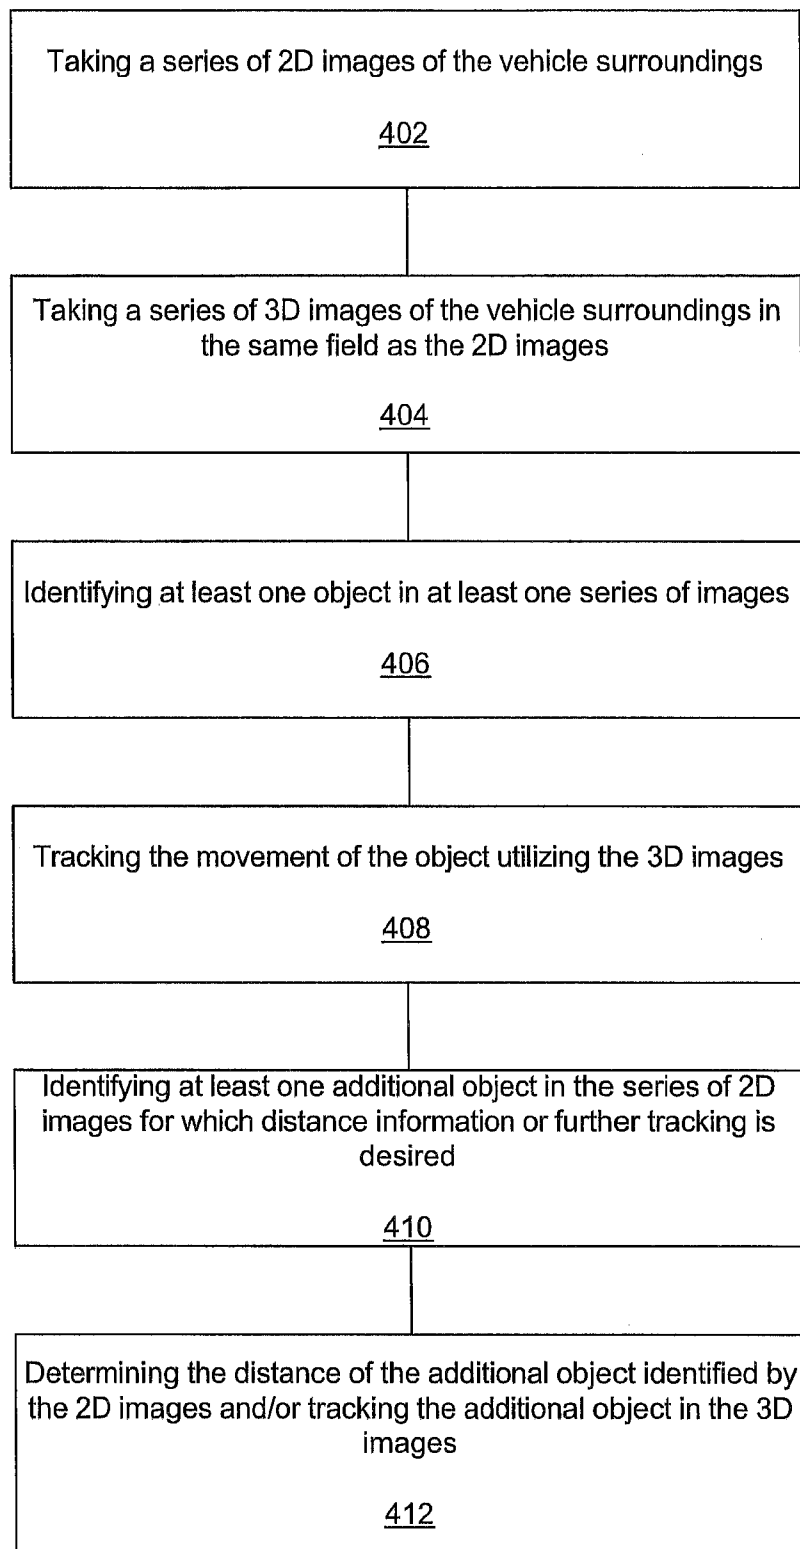 Taking a series of 2D images of the vehicle surroundings
402
Taking a series of 3D images of the vehicle surroundings in
the same field as the 2D images
404
Identifying at least one object in at least one series of images
406
Tracking the movement of the object utilizing the 3D images
408
Identifying at least one additional object in the series of 2D
images for which distance information or further tracking is
desired
410
Determining the distance of the additional object identified by
the 2D images and/or tracking the additional object in the 3D
images
412